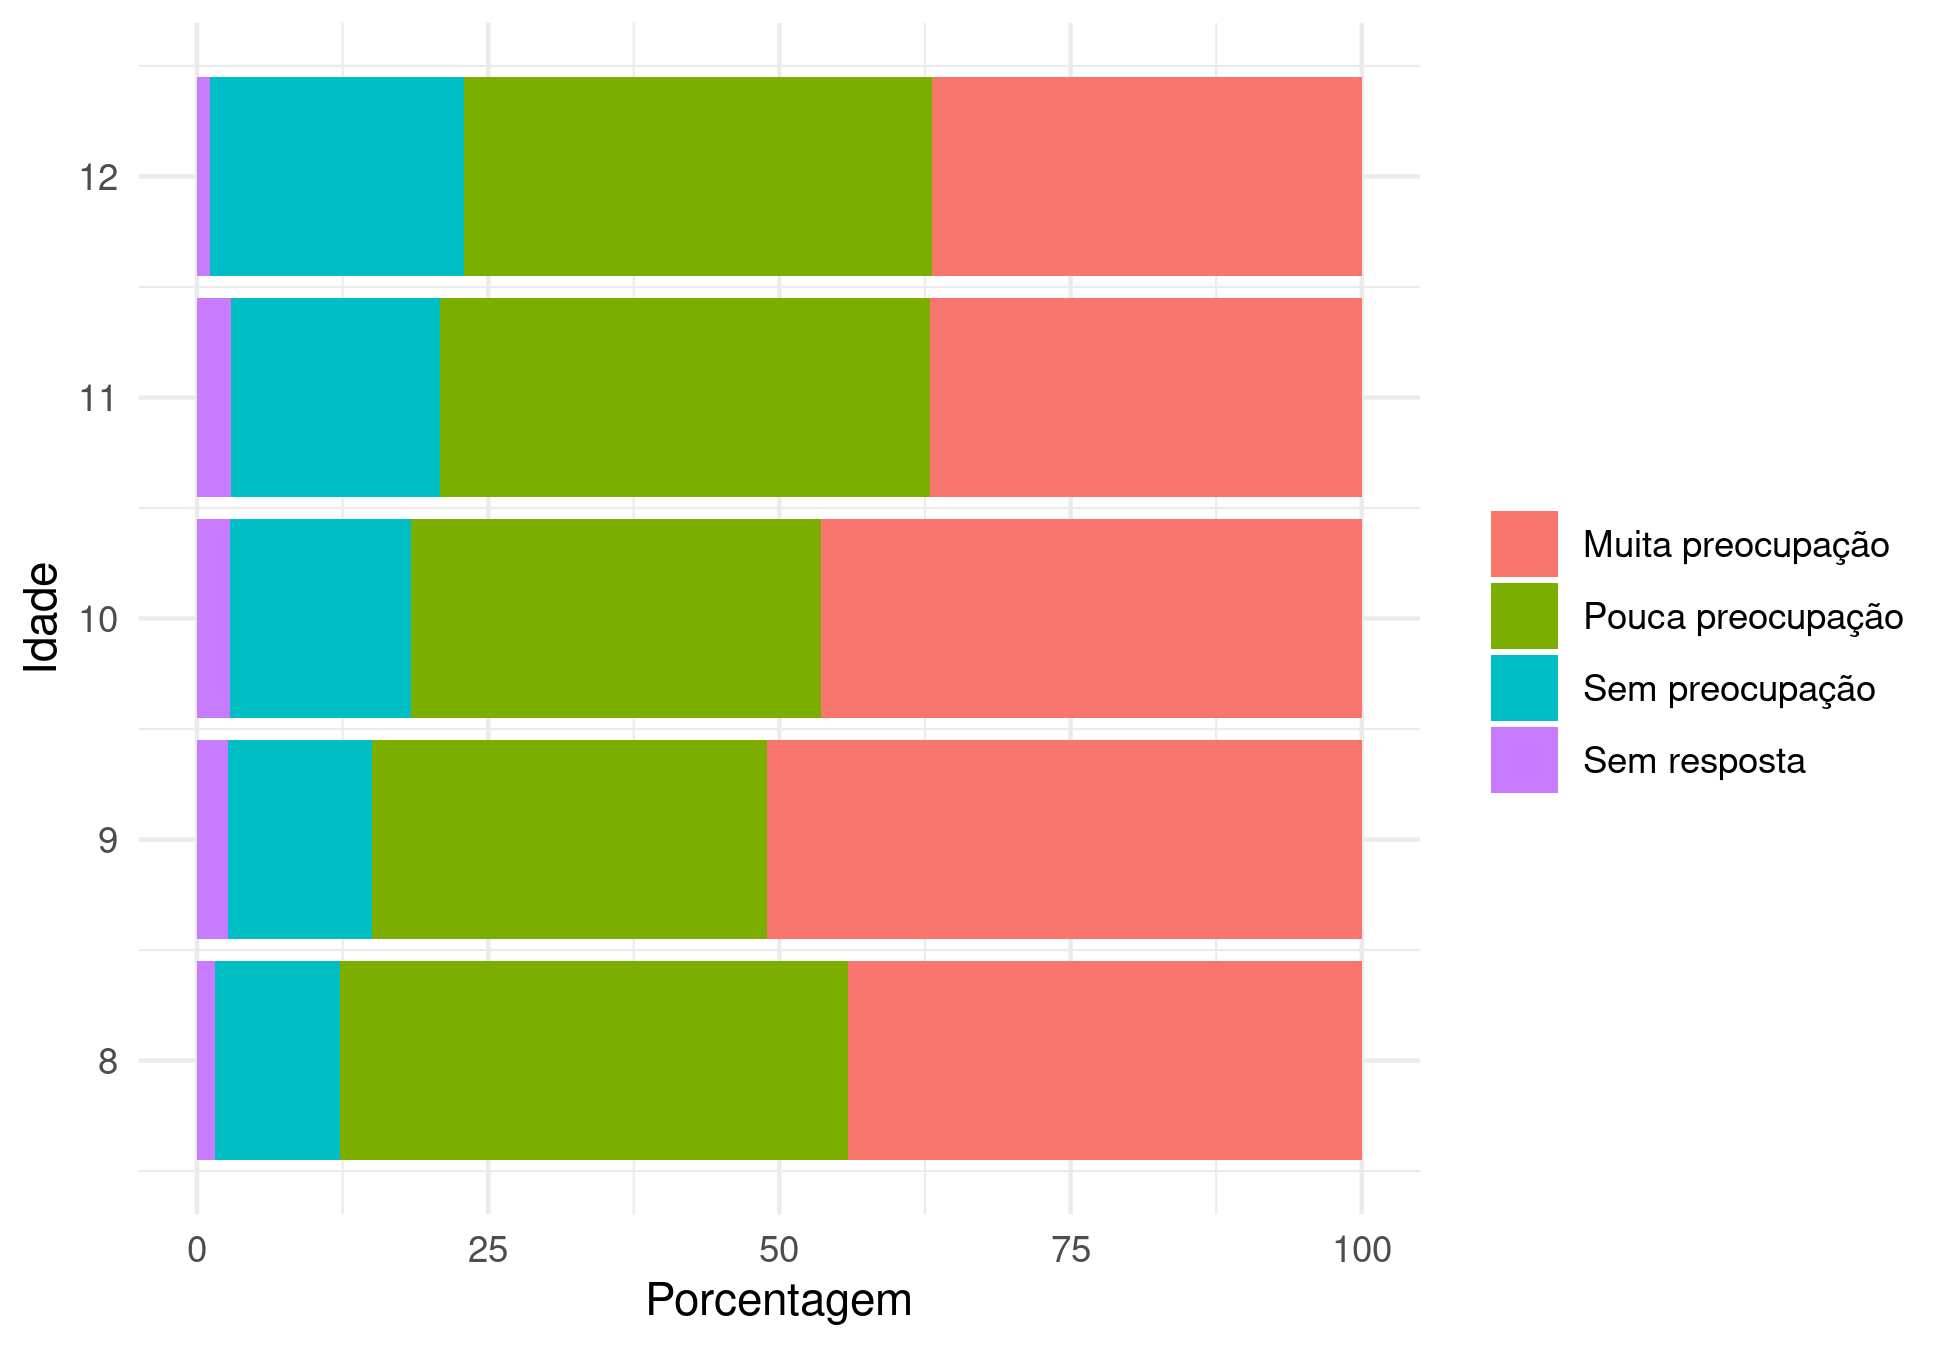 Idade
12
11
10
9
8
0 25 50 75 100
Porcentagem
Muita preocupação
Pouca preocupação
Sem preocupação
Sem resposta